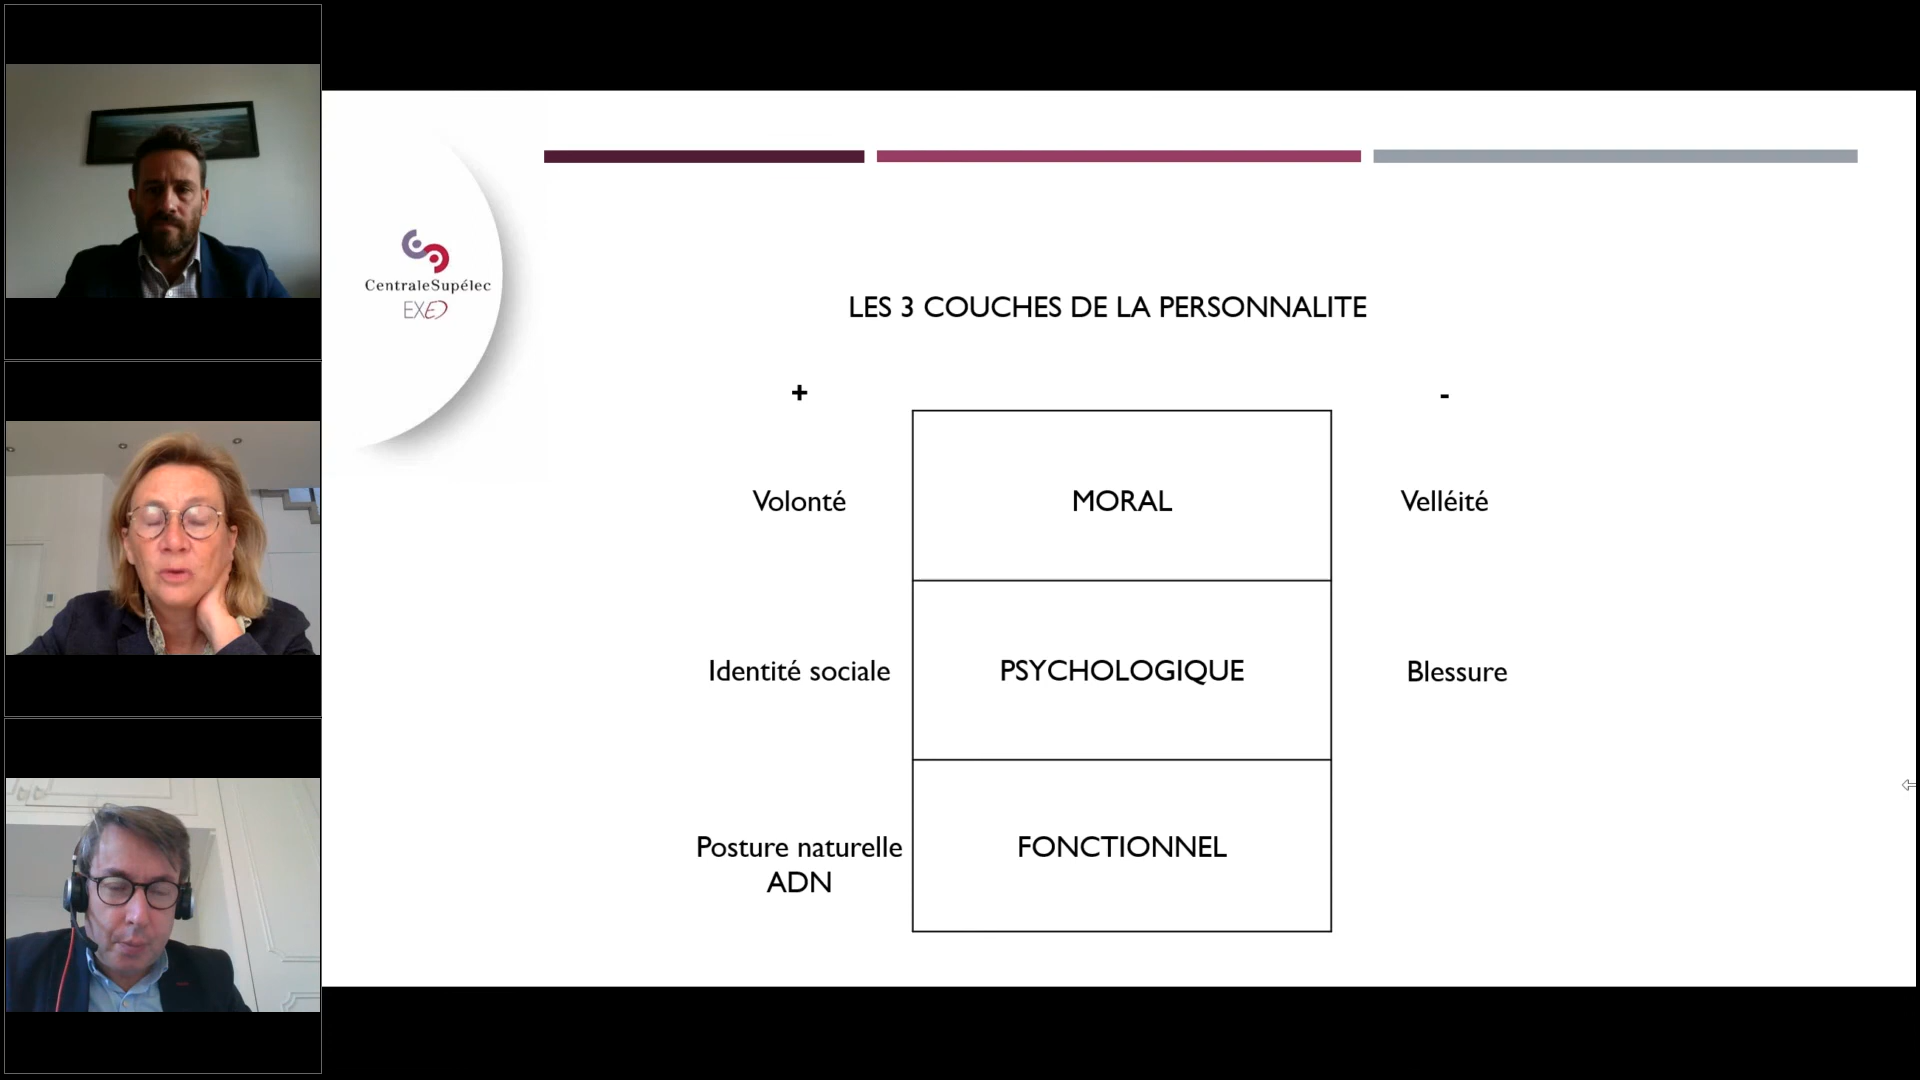 CentraleSupélec
EXED
LES 3 COUCHES DE LA PERSONNALITE
+
-
Volonté
MORAL
Velléité
Identité sociale
PSYCHOLOGIQUE
Blessure
Posture naturelle
ADN
FONCTIONNEL